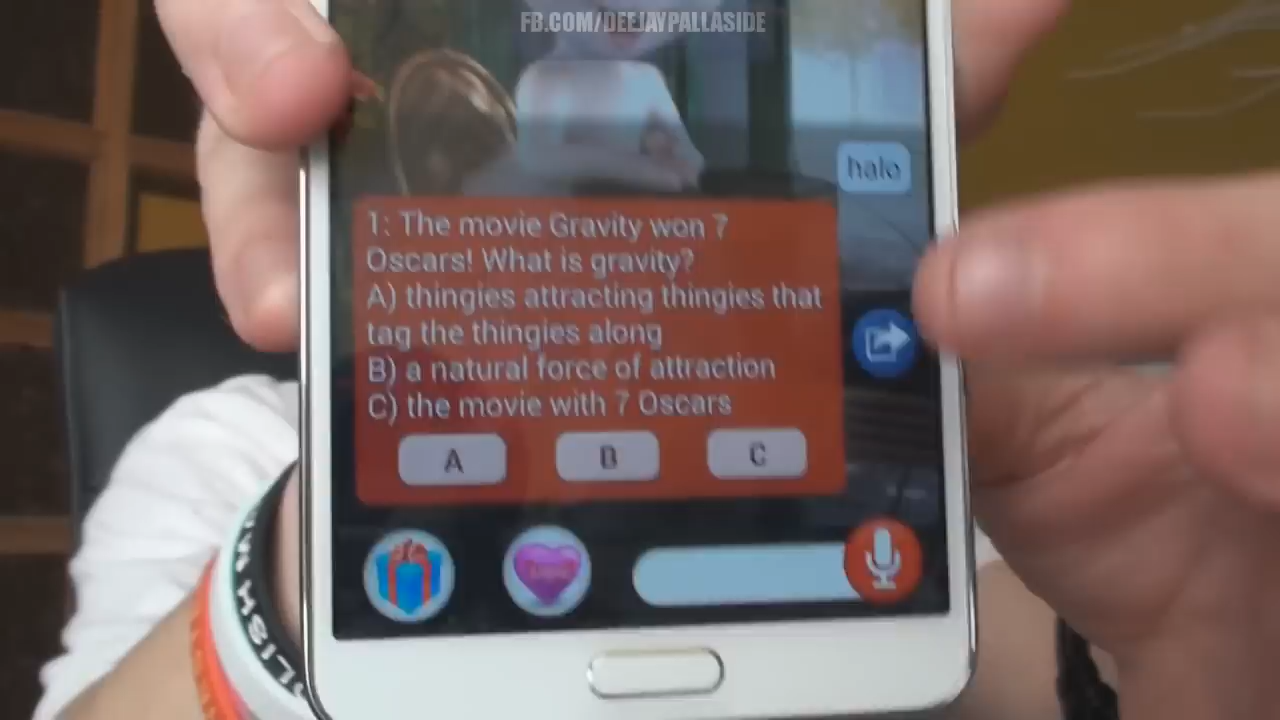 FB.COM/DEEJAYPALLASIDE
halo
1: The movie Gravity won 7
Oscars! What is gravity?
A) thingies attracting thingies that
tag the thingies along
B) a natural force of attraction
C) the movie with 7 Oscars
A B C